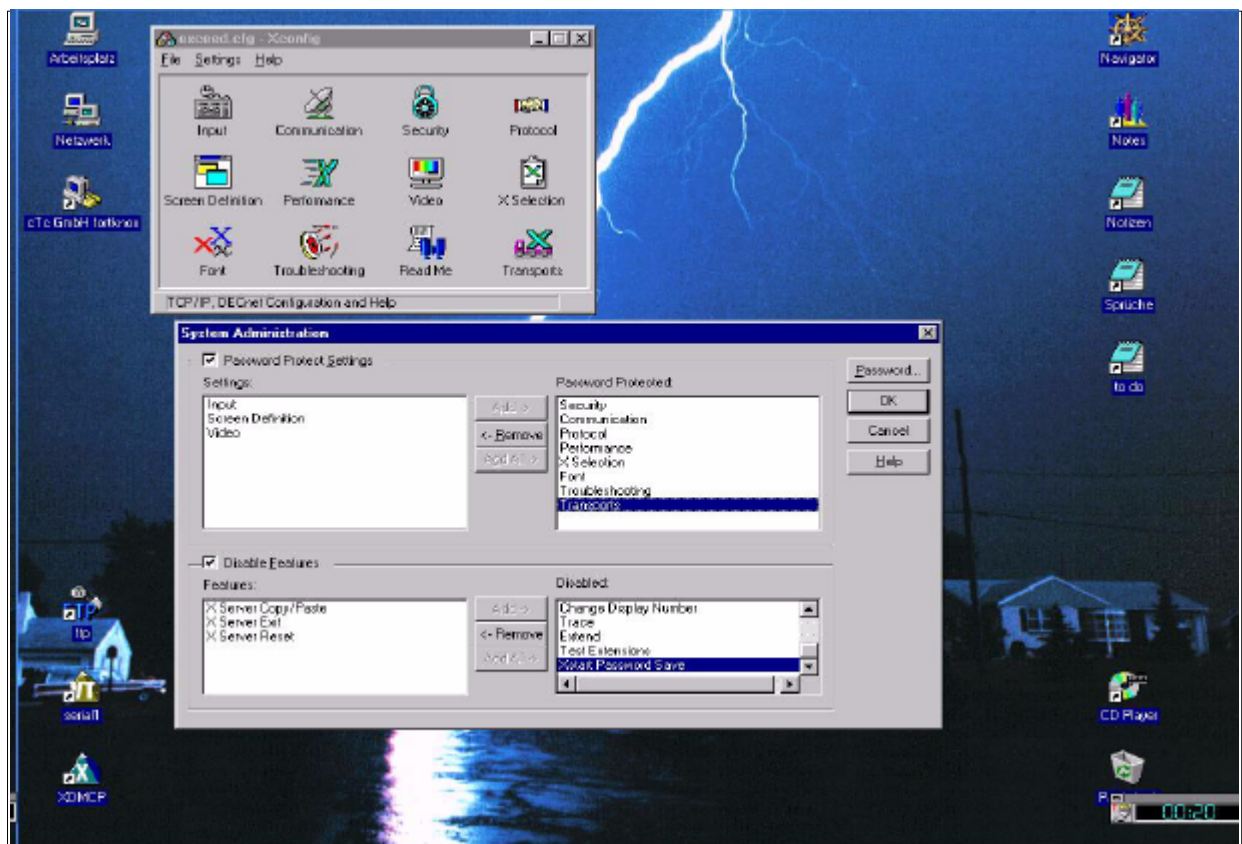 Arbeitsplatz
Netzwerk
cTc GmbH fortknox
exceed.cfg - Xconfig
File Settings Help
Input Communication Security Protocol
Screen Definition Performance Video X Selection
Font Troubleshooting Read Me Transports
TCP/IP, DECnet Configuration and Help
Navigator
Notes
Notizen
Sprüche
to do
System Administration
Password Protect Settings
Settings:
Input
Screen Definition
Video
Add ->
<- Remove
Add All ->
Password Protected:
Security
Communication
Protocol
Performance
X Selection
Font
Troubleshooting
Transports
Password...
OK
Cancel
Help
Disable Features
Features:
X Server Copy/Paste
X Server Exit
X Server Reset
Add ->
<- Remove
Add All ->
Disabled:
Change Display Number
Trace
Extend
Test Extensions
Xstart Password Save
FTP
ftp
serial1
XDMCP
CD Player
00:20